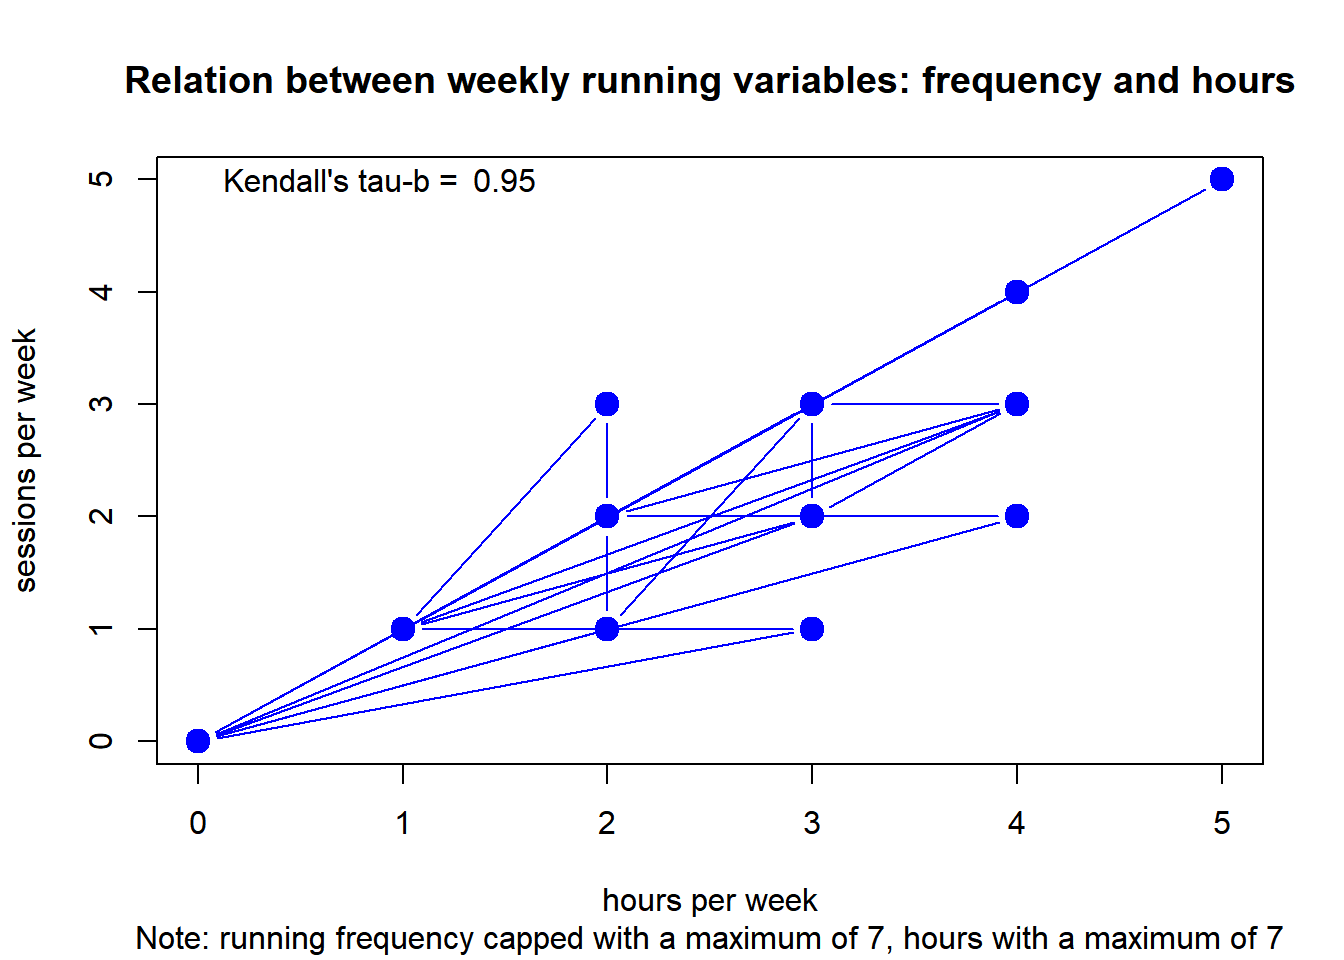 Relation between weekly running variables: frequency and hours
Kendall's tau-b = 0.95
sessions per week
5
4
3
2
1
0
0 1 2 3 4 5
hours per week
Note: running frequency capped with a maximum of 7, hours with a maximum of 7